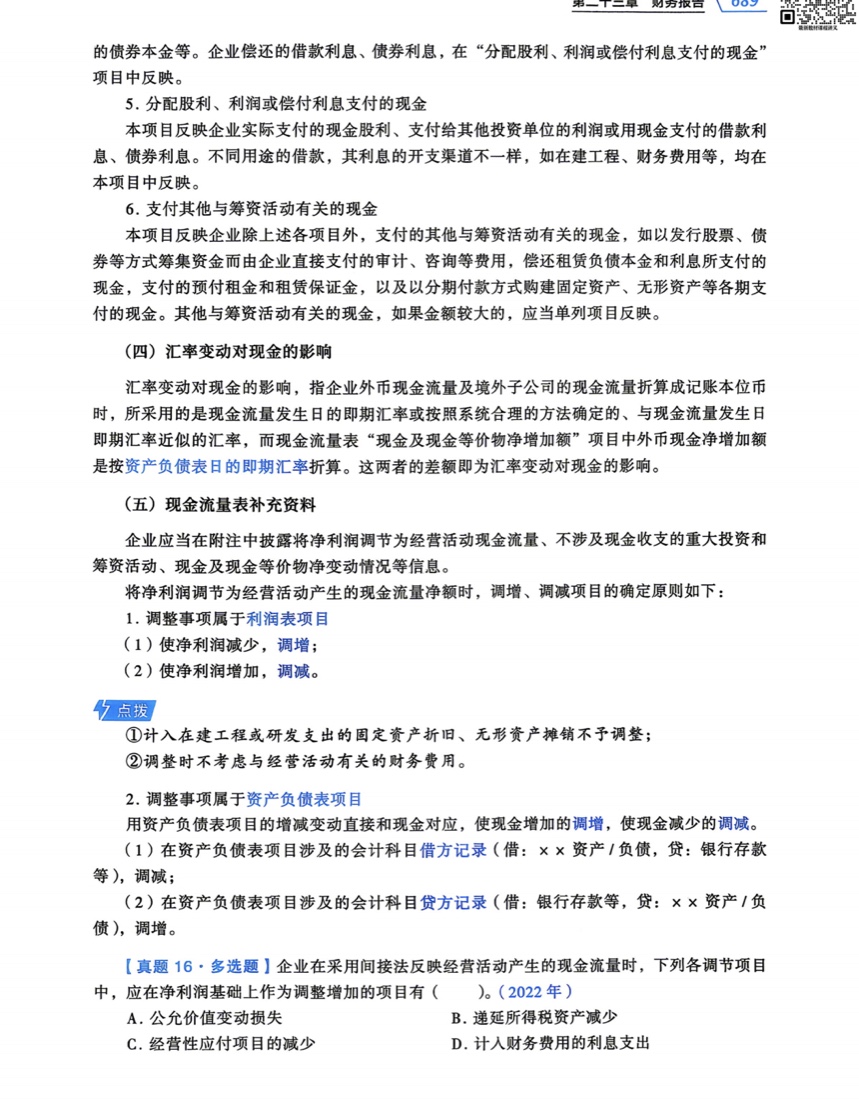 第二十三章 财务报告 689
的债券本金等。企业偿还的借款利息、债券利息，在“分配股利、利润或偿付利息支付的现金”
项目中反映。
5. 分配股利、利润或偿付利息支付的现金
本项目反映企业实际支付的现金股利、支付给其他投资单位的利润或用现金支付的借款利
息、债券利息。不同用途的借款，其利息的开支渠道不一样，如在建工程、财务费用等，均在
本项目中反映。
6. 支付其他与筹资活动有关的现金
本项目反映企业除上述各项目外，支付的其他与筹资活动有关的现金，如以发行股票、债
券等方式筹集资金而由企业直接支付的审计、咨询等费用，偿还租赁负债本金和利息所支付的
现金，支付的预付租金和租赁保证金，以及以分期付款方式购建固定资产、无形资产等各期支
付的现金。其他与筹资活动有关的现金，如果金额较大的，应当单列项目反映。
（四）汇率变动对现金的影响
汇率变动对现金的影响，指企业外币现金流量及境外子公司的现金流量折算成记账本位币
时，所采用的是现金流量发生日的即期汇率或按照系统合理的方法确定的、与现金流量发生日
即期汇率近似的汇率，而现金流量表“现金及现金等价物净增加额”项目中外币现金净增加额
是按资产负债表日的即期汇率折算。这两者的差额即为汇率变动对现金的影响。
（五）现金流量表补充资料
企业应当在附注中披露将净利润调节为经营活动现金流量、不涉及现金收支的重大投资和
筹资活动、现金及现金等价物净变动情况等信息。
将净利润调节为经营活动产生的现金流量净额时，调增、调减项目的确定原则如下：
1. 调整事项属于利润表项目
（1）使净利润减少，调增；
（2）使净利润增加，调减。
点拨
①计入在建工程或研发支出的固定资产折旧、无形资产摊销不予调整；
②调整时不考虑与经营活动有关的财务费用。
2. 调整事项属于资产负债表项目
用资产负债表项目的增减变动直接和现金对应，使现金增加的调增，使现金减少的调减。
（1）在资产负债表项目涉及的会计科目借方记录（借：××资产/负债，贷：银行存款
等），调减；
（2）在资产负债表项目涉及的会计科目贷方记录（借：银行存款等，贷：××资产/负
债），调增。
【真题 16·多选题】企业在采用间接法反映经营活动产生的现金流量时，下列各调节项目
中，应在净利润基础上作为调整增加的项目有（ ）。（2022 年）
A. 公允价值变动损失 B. 递延所得税资产减少
C. 经营性应付项目的减少 D. 计入财务费用的利息支出